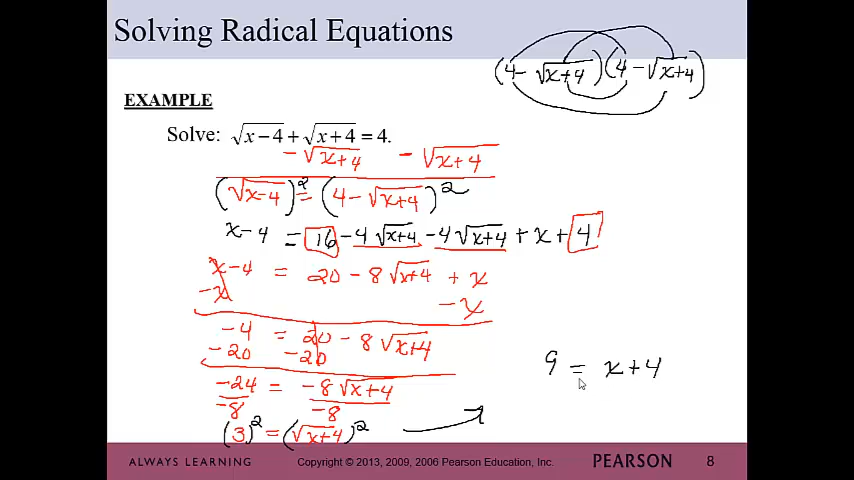 Solving Radical Equations
(4 - √x+4)(4 - √x+4)
EXAMPLE
Solve: √x − 4 + √x + 4 = 4.
- √x+4 - √x+4
(√x-4)² = (4 - √x+4)²
x-4 = 16 - 4√x+4 - 4√x+4 + x + 4
x-4 = 20 - 8√x+4 + x
-x - x
-4 = 20 - 8√x+4
-20 -20
9 = x+4
-24 = -8√x+4
-8 -8
(3)² = (√x+4)²
ALWAYS LEARNING Copyright © 2013, 2009, 2006 Pearson Education, Inc. PEARSON 8